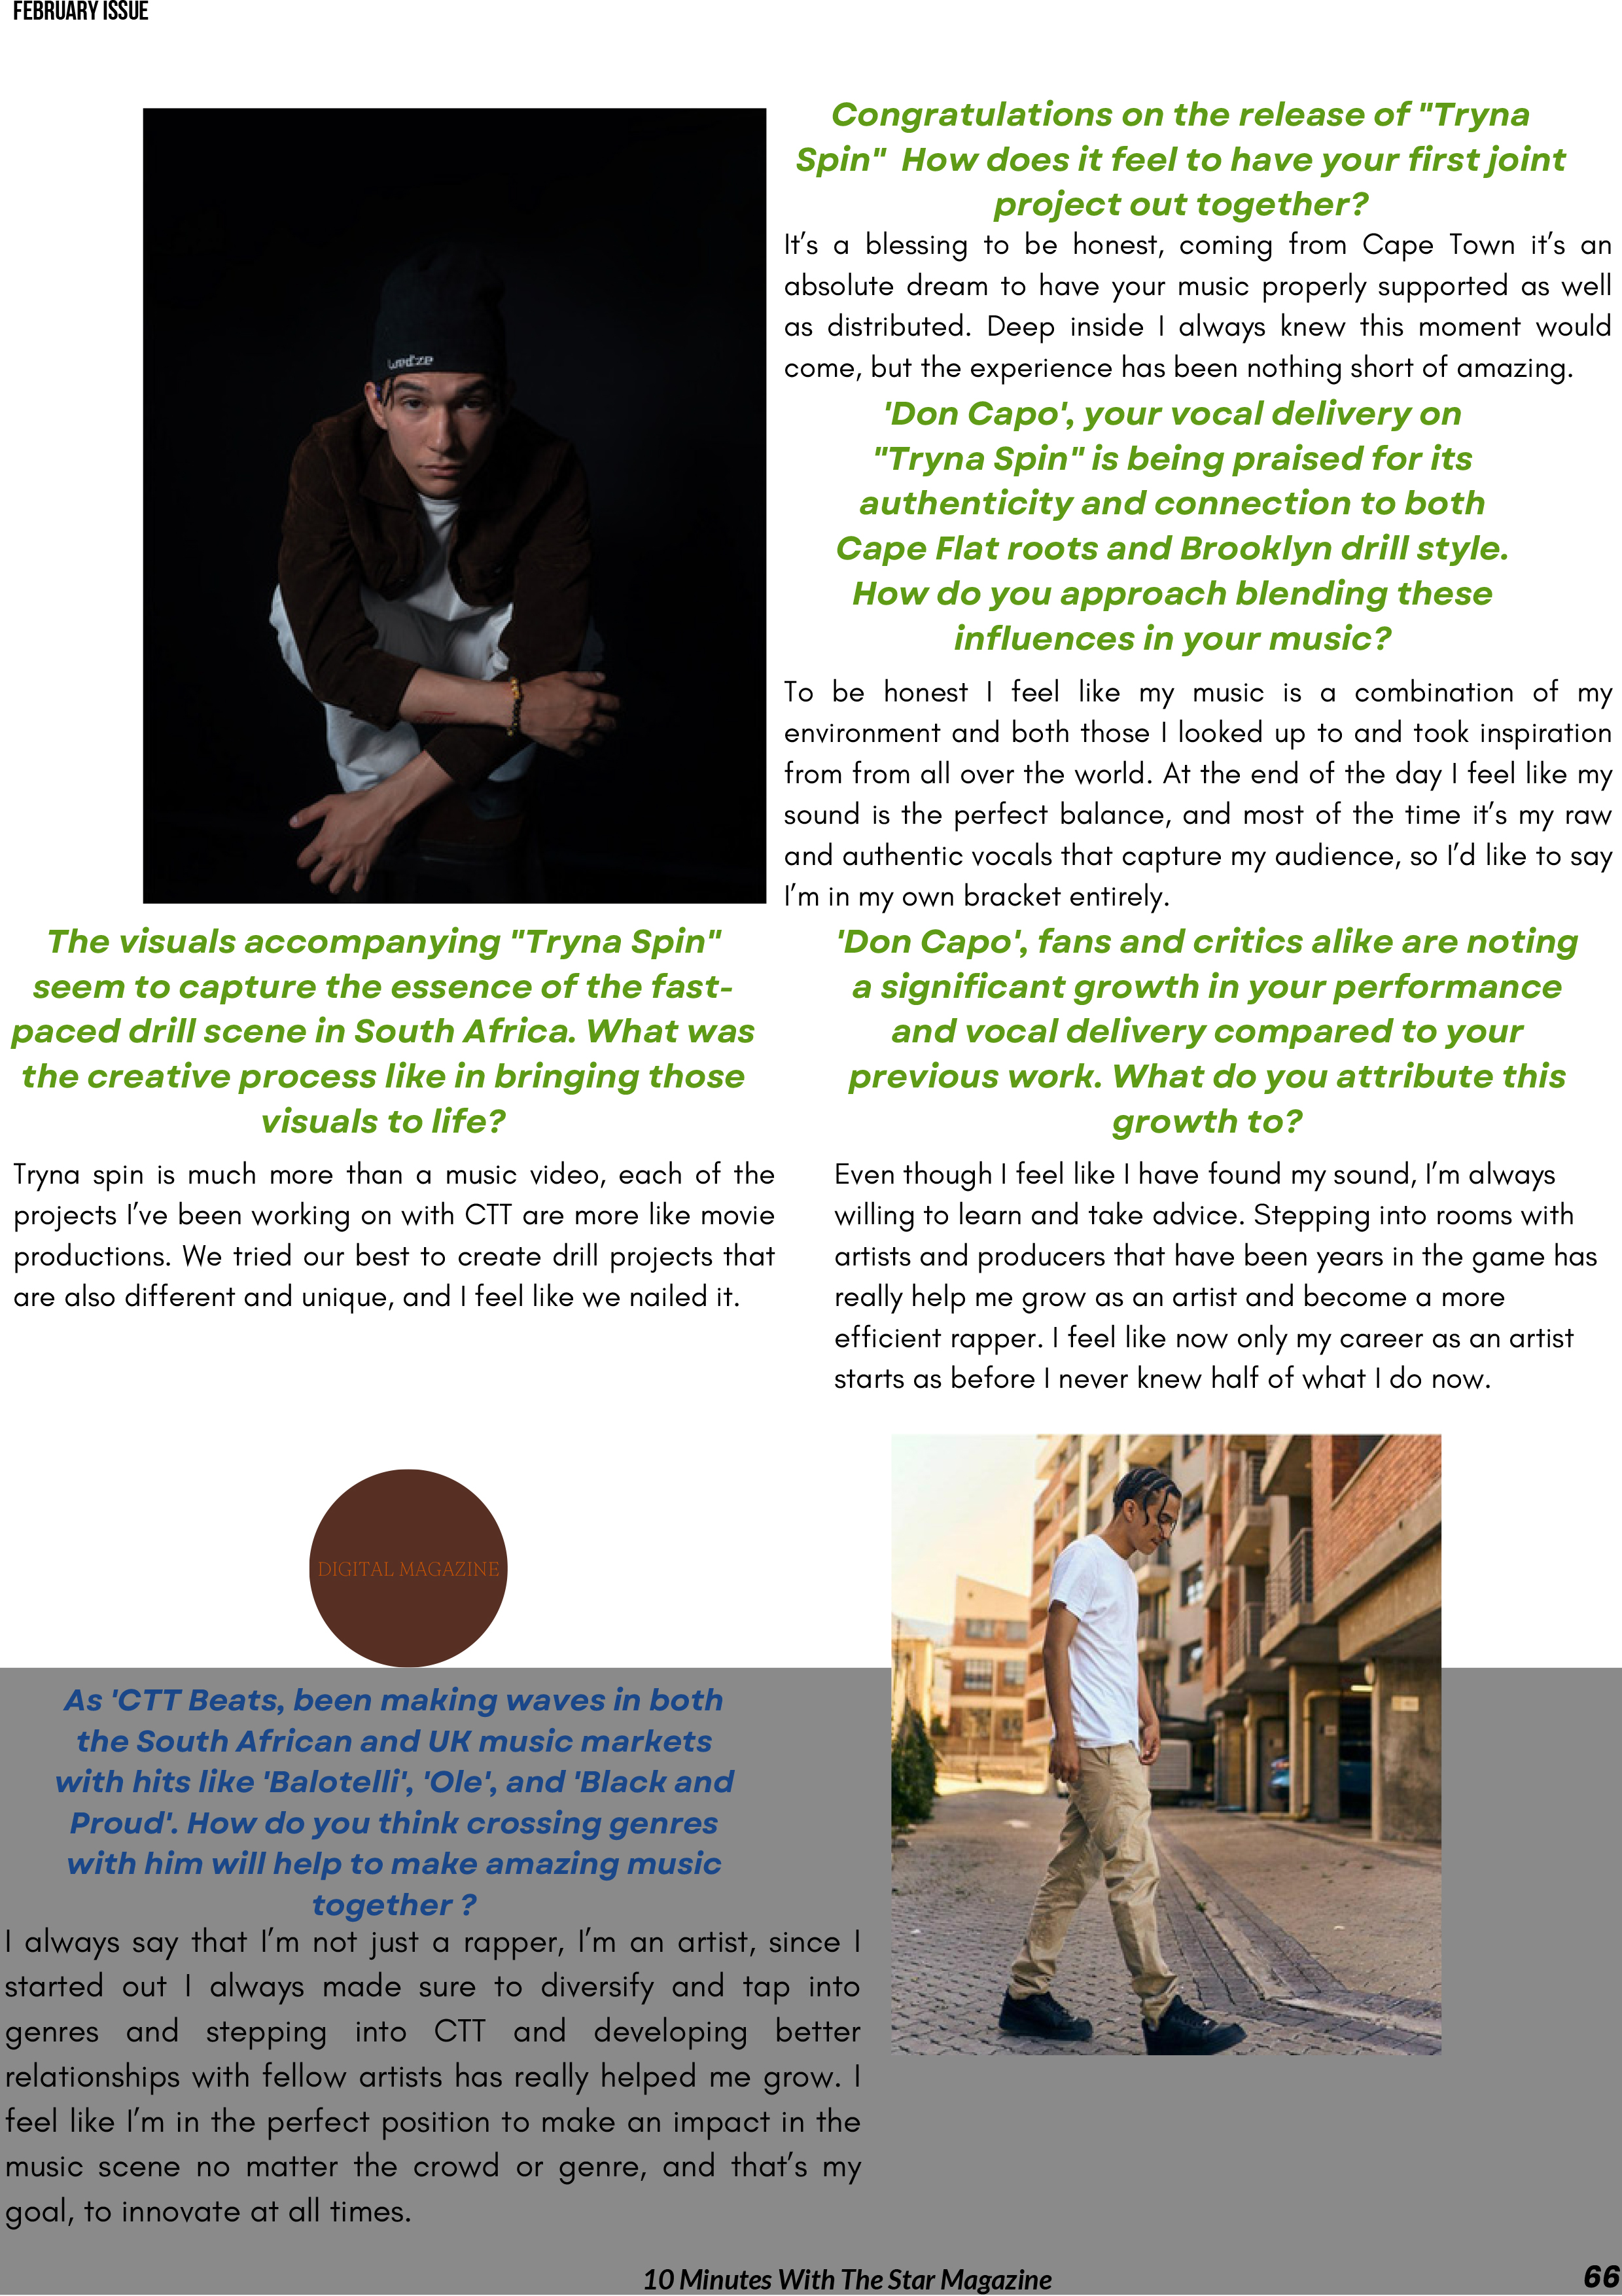 FEBRUARY ISSUE
wed'ze
Congratulations on the release of "Tryna
Spin"  How does it feel to have your first joint
project out together?
It's a blessing to be honest, coming from Cape Town it's an
absolute dream to have your music properly supported as well
as distributed. Deep inside I always knew this moment would
come, but the experience has been nothing short of amazing.
'Don Capo', your vocal delivery on
"Tryna Spin" is being praised for its
authenticity and connection to both
Cape Flat roots and Brooklyn drill style.
How do you approach blending these
influences in your music?
To be honest I feel like my music is a combination of my
environment and both those I looked up to and took inspiration
from from all over the world. At the end of the day I feel like my
sound is the perfect balance, and most of the time it's my raw
and authentic vocals that capture my audience, so I'd like to say
I'm in my own bracket entirely.
The visuals accompanying "Tryna Spin"
seem to capture the essence of the fast-
paced drill scene in South Africa. What was
the creative process like in bringing those
visuals to life?
Tryna spin is much more than a music video, each of the
projects I've been working on with CTT are more like movie
productions. We tried our best to create drill projects that
are also different and unique, and I feel like we nailed it.
'Don Capo', fans and critics alike are noting
a significant growth in your performance
and vocal delivery compared to your
previous work. What do you attribute this
growth to?
Even though I feel like I have found my sound, I'm always
willing to learn and take advice. Stepping into rooms with
artists and producers that have been years in the game has
really help me grow as an artist and become a more
efficient rapper. I feel like now only my career as an artist
starts as before I never knew half of what I do now.
DIGITAL MAGAZINE
As 'CTT Beats, been making waves in both
the South African and UK music markets
with hits like 'Balotelli', 'Ole', and 'Black and
Proud'. How do you think crossing genres
with him will help to make amazing music
together ?
I always say that I'm not just a rapper, I'm an artist, since I
started out I always made sure to diversify and tap into
genres and stepping into CTT and developing better
relationships with fellow artists has really helped me grow. I
feel like I'm in the perfect position to make an impact in the
music scene no matter the crowd or genre, and that's my
goal, to innovate at all times.
10 Minutes With The Star Magazine
66